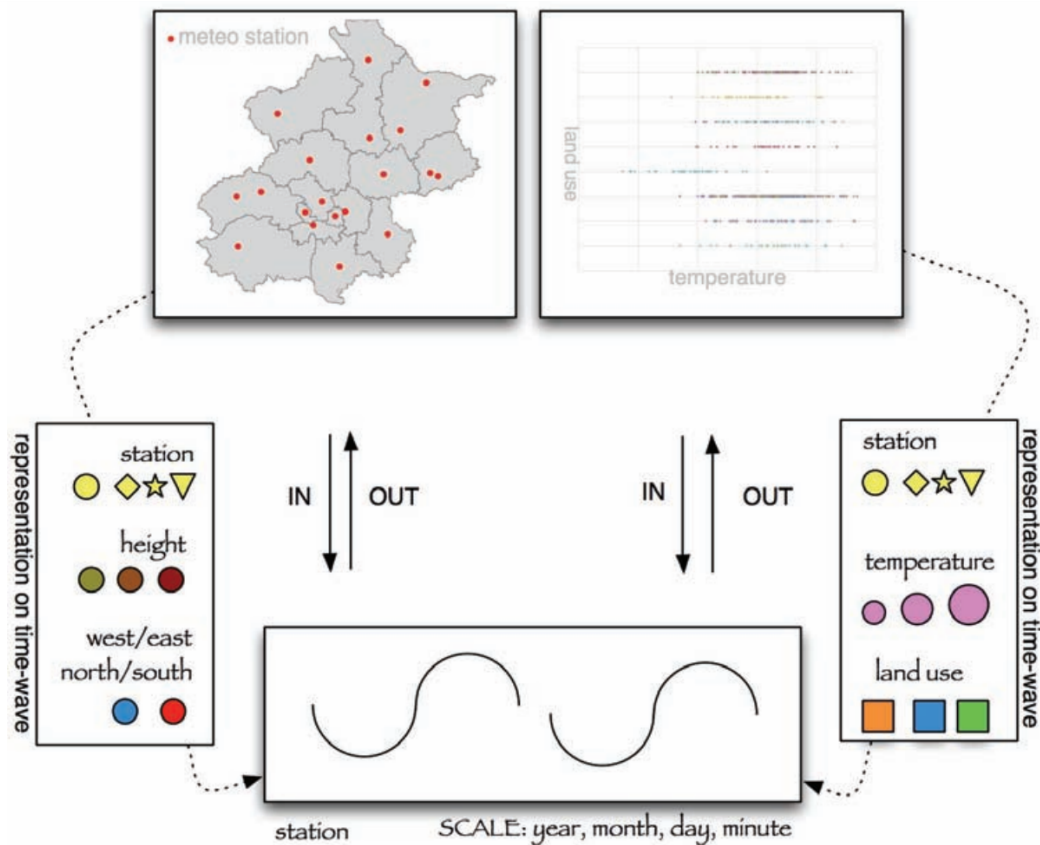 meteo station
land use
temperature
representation on time-wave
station
height
west/east
north/south
IN
OUT
IN
OUT
station
temperature
land use
representation on time-wave
station
SCALE: year, month, day, minute